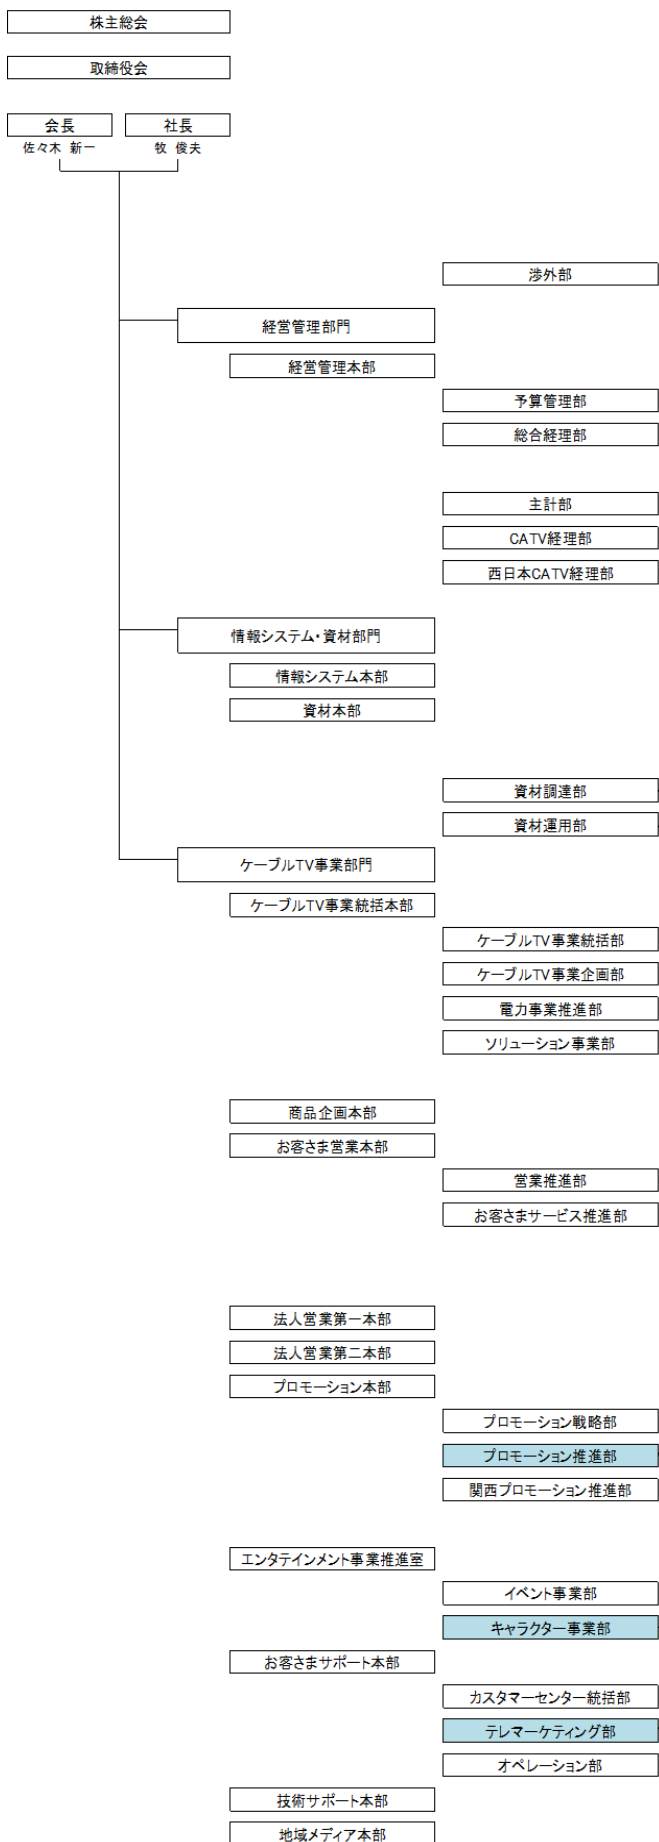 株主総会
取締役会
会長 社長
佐々木 新一 牧 俊夫
渉外部
経営管理部門
経営管理本部
予算管理部
総合経理部
主計部
CATV経理部
西日本CATV経理部
情報システム・資材部門
情報システム本部
資材本部
資材調達部
資材運用部
ケーブルTV事業部門
ケーブルTV事業統括本部
ケーブルTV事業統括部
ケーブルTV事業企画部
電力事業推進部
ソリューション事業部
商品企画本部
お客さま営業本部
営業推進部
お客さまサービス推進部
法人営業第一本部
法人営業第二本部
プロモーション本部
プロモーション戦略部
プロモーション推進部
関西プロモーション推進部
エンタテインメント事業推進室
イベント事業部
キャラクター事業部
お客さまサポート本部
カスタマーセンター統括部
テレマーケティング部
オペレーション部
技術サポート本部
地域メディア本部